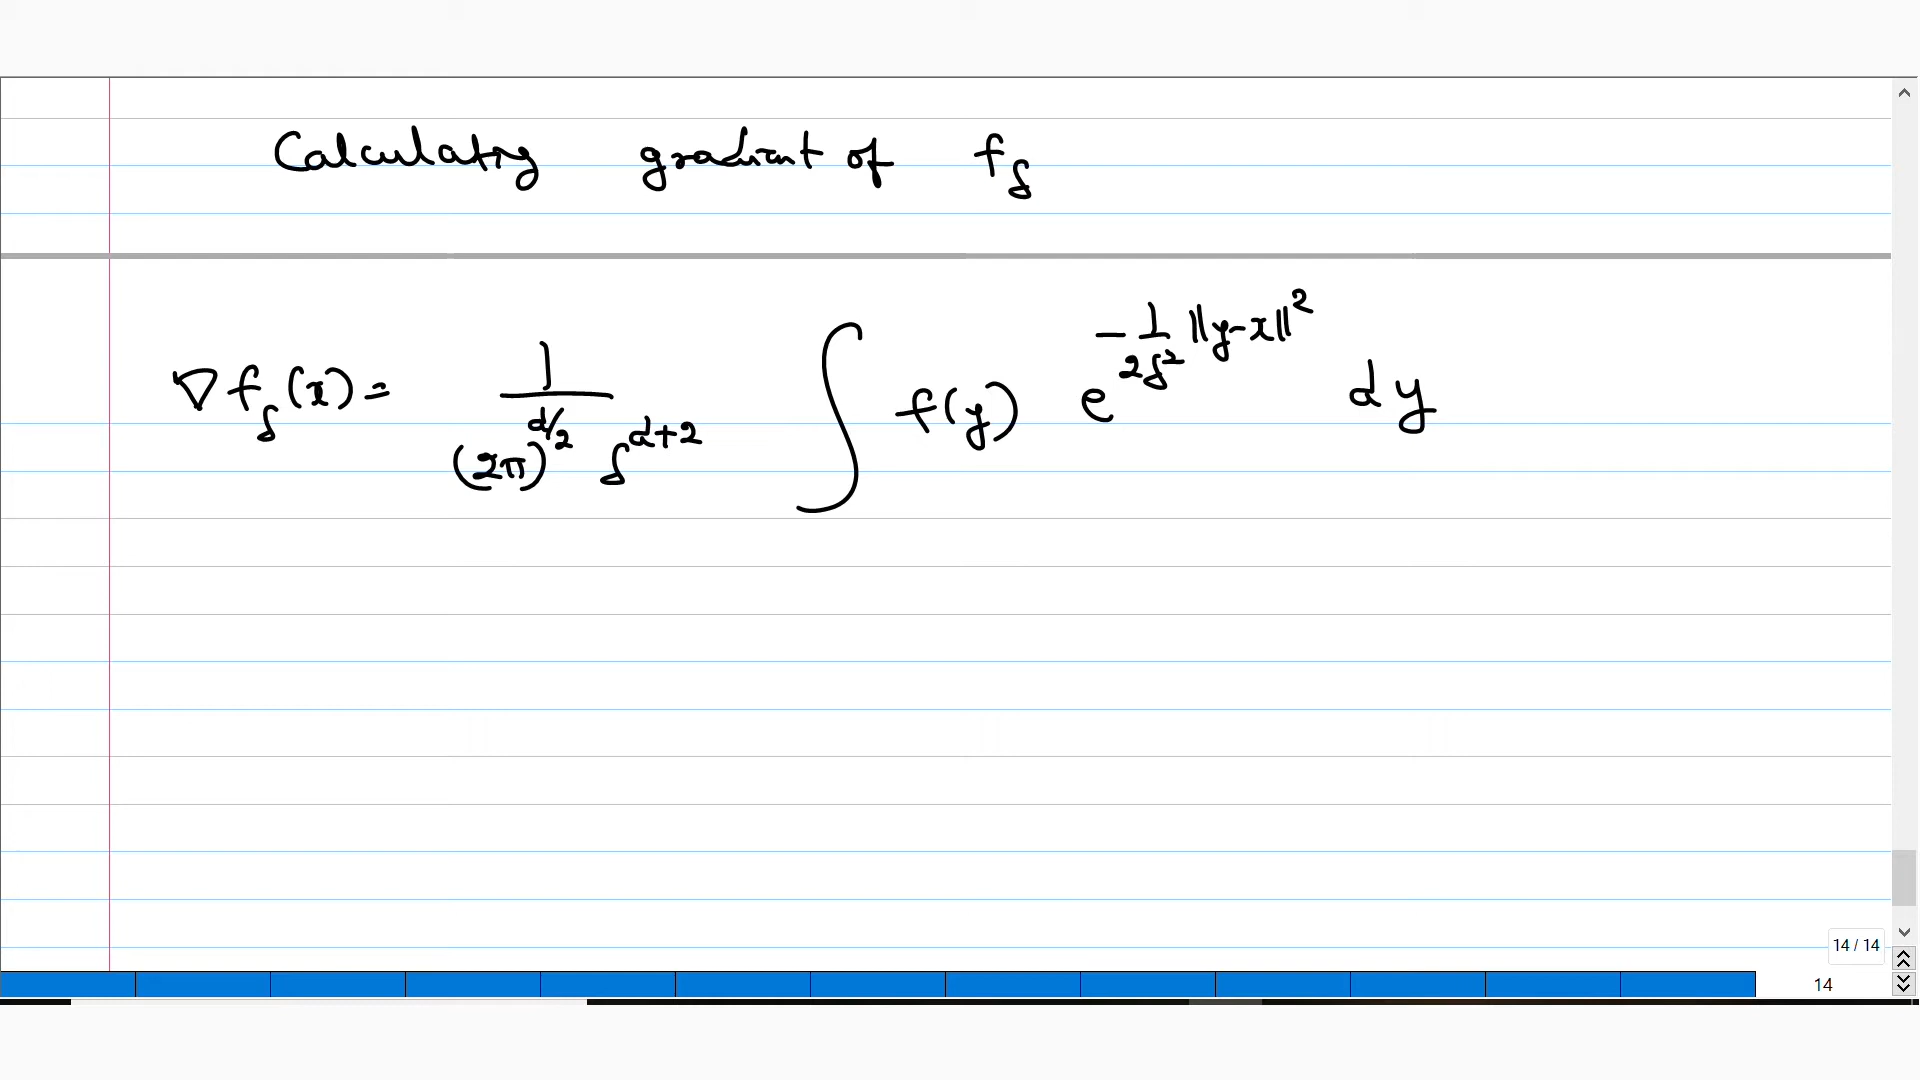 Calculating gradient of f_δ
∇f_δ(x) = 1/((2π)^{d/2} δ^{d+2}) ∫ f(y) e^{-1/(2δ^2) ||y-x||^2} dy
14 / 14
14